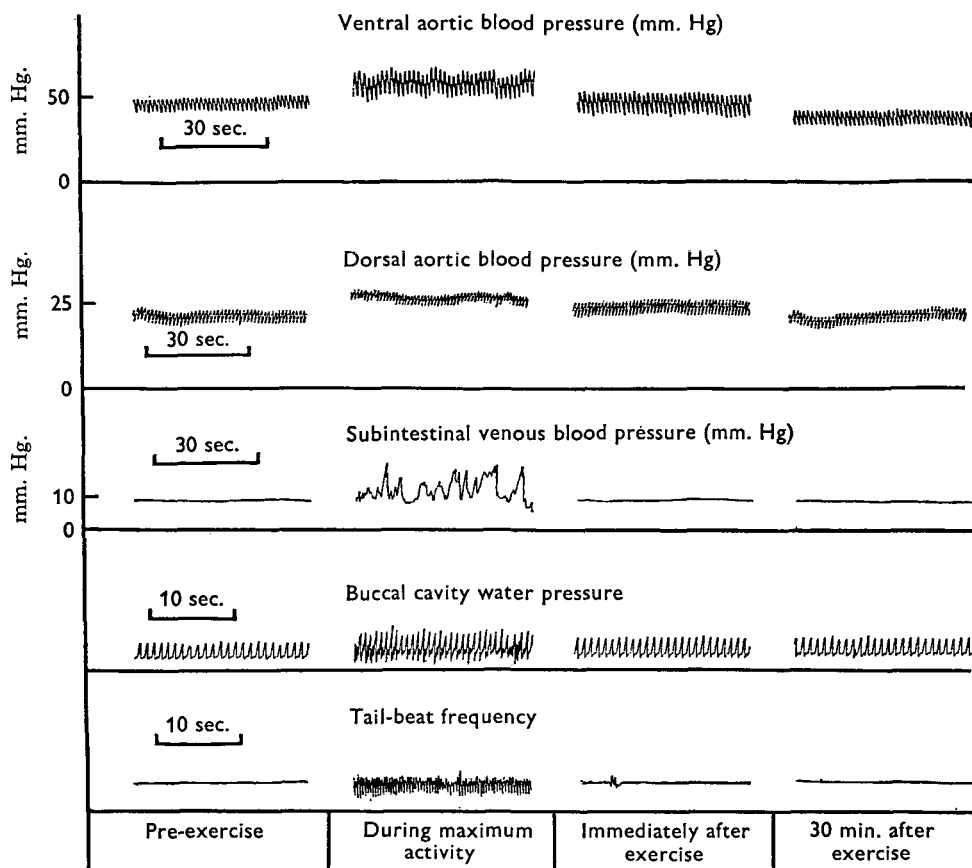 Ventral aortic blood pressure (mm. Hg)
mm. Hg.
50
30 sec.
0
Dorsal aortic blood pressure (mm. Hg)
mm. Hg.
25
30 sec.
0
Subintestinal venous blood pressure (mm. Hg)
mm. Hg.
30 sec.
10
0
Buccal cavity water pressure
10 sec.
Tail-beat frequency
10 sec.
Pre-exercise
During maximum
activity
Immediately after
exercise
30 min. after
exercise